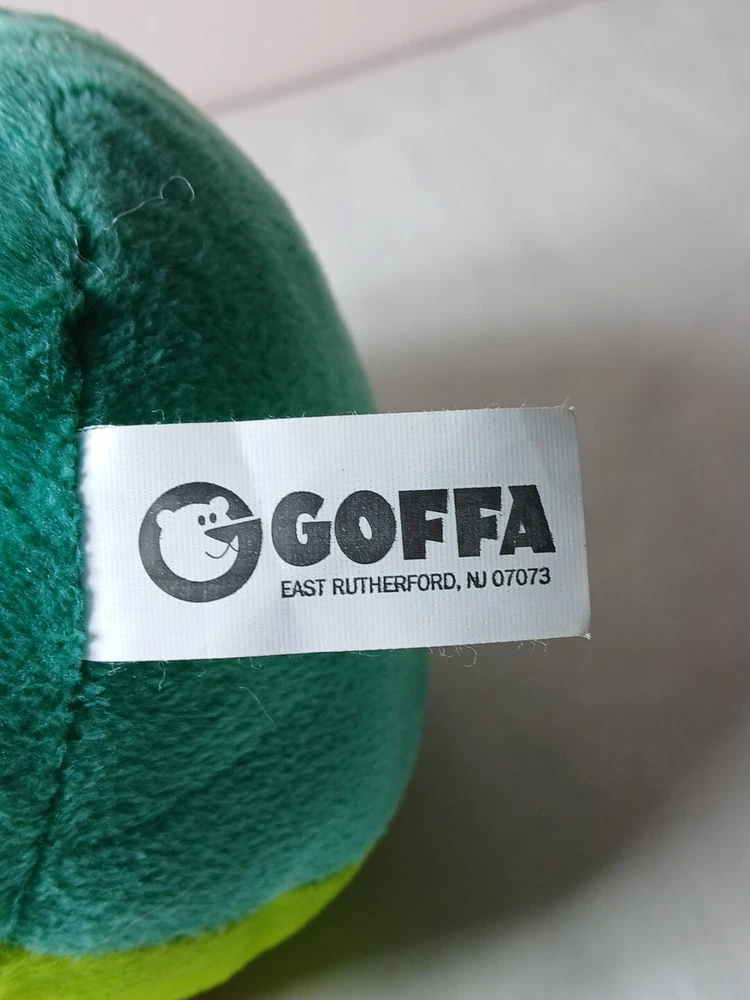 GOFFA
EAST RUTHERFORD, NJ 07073